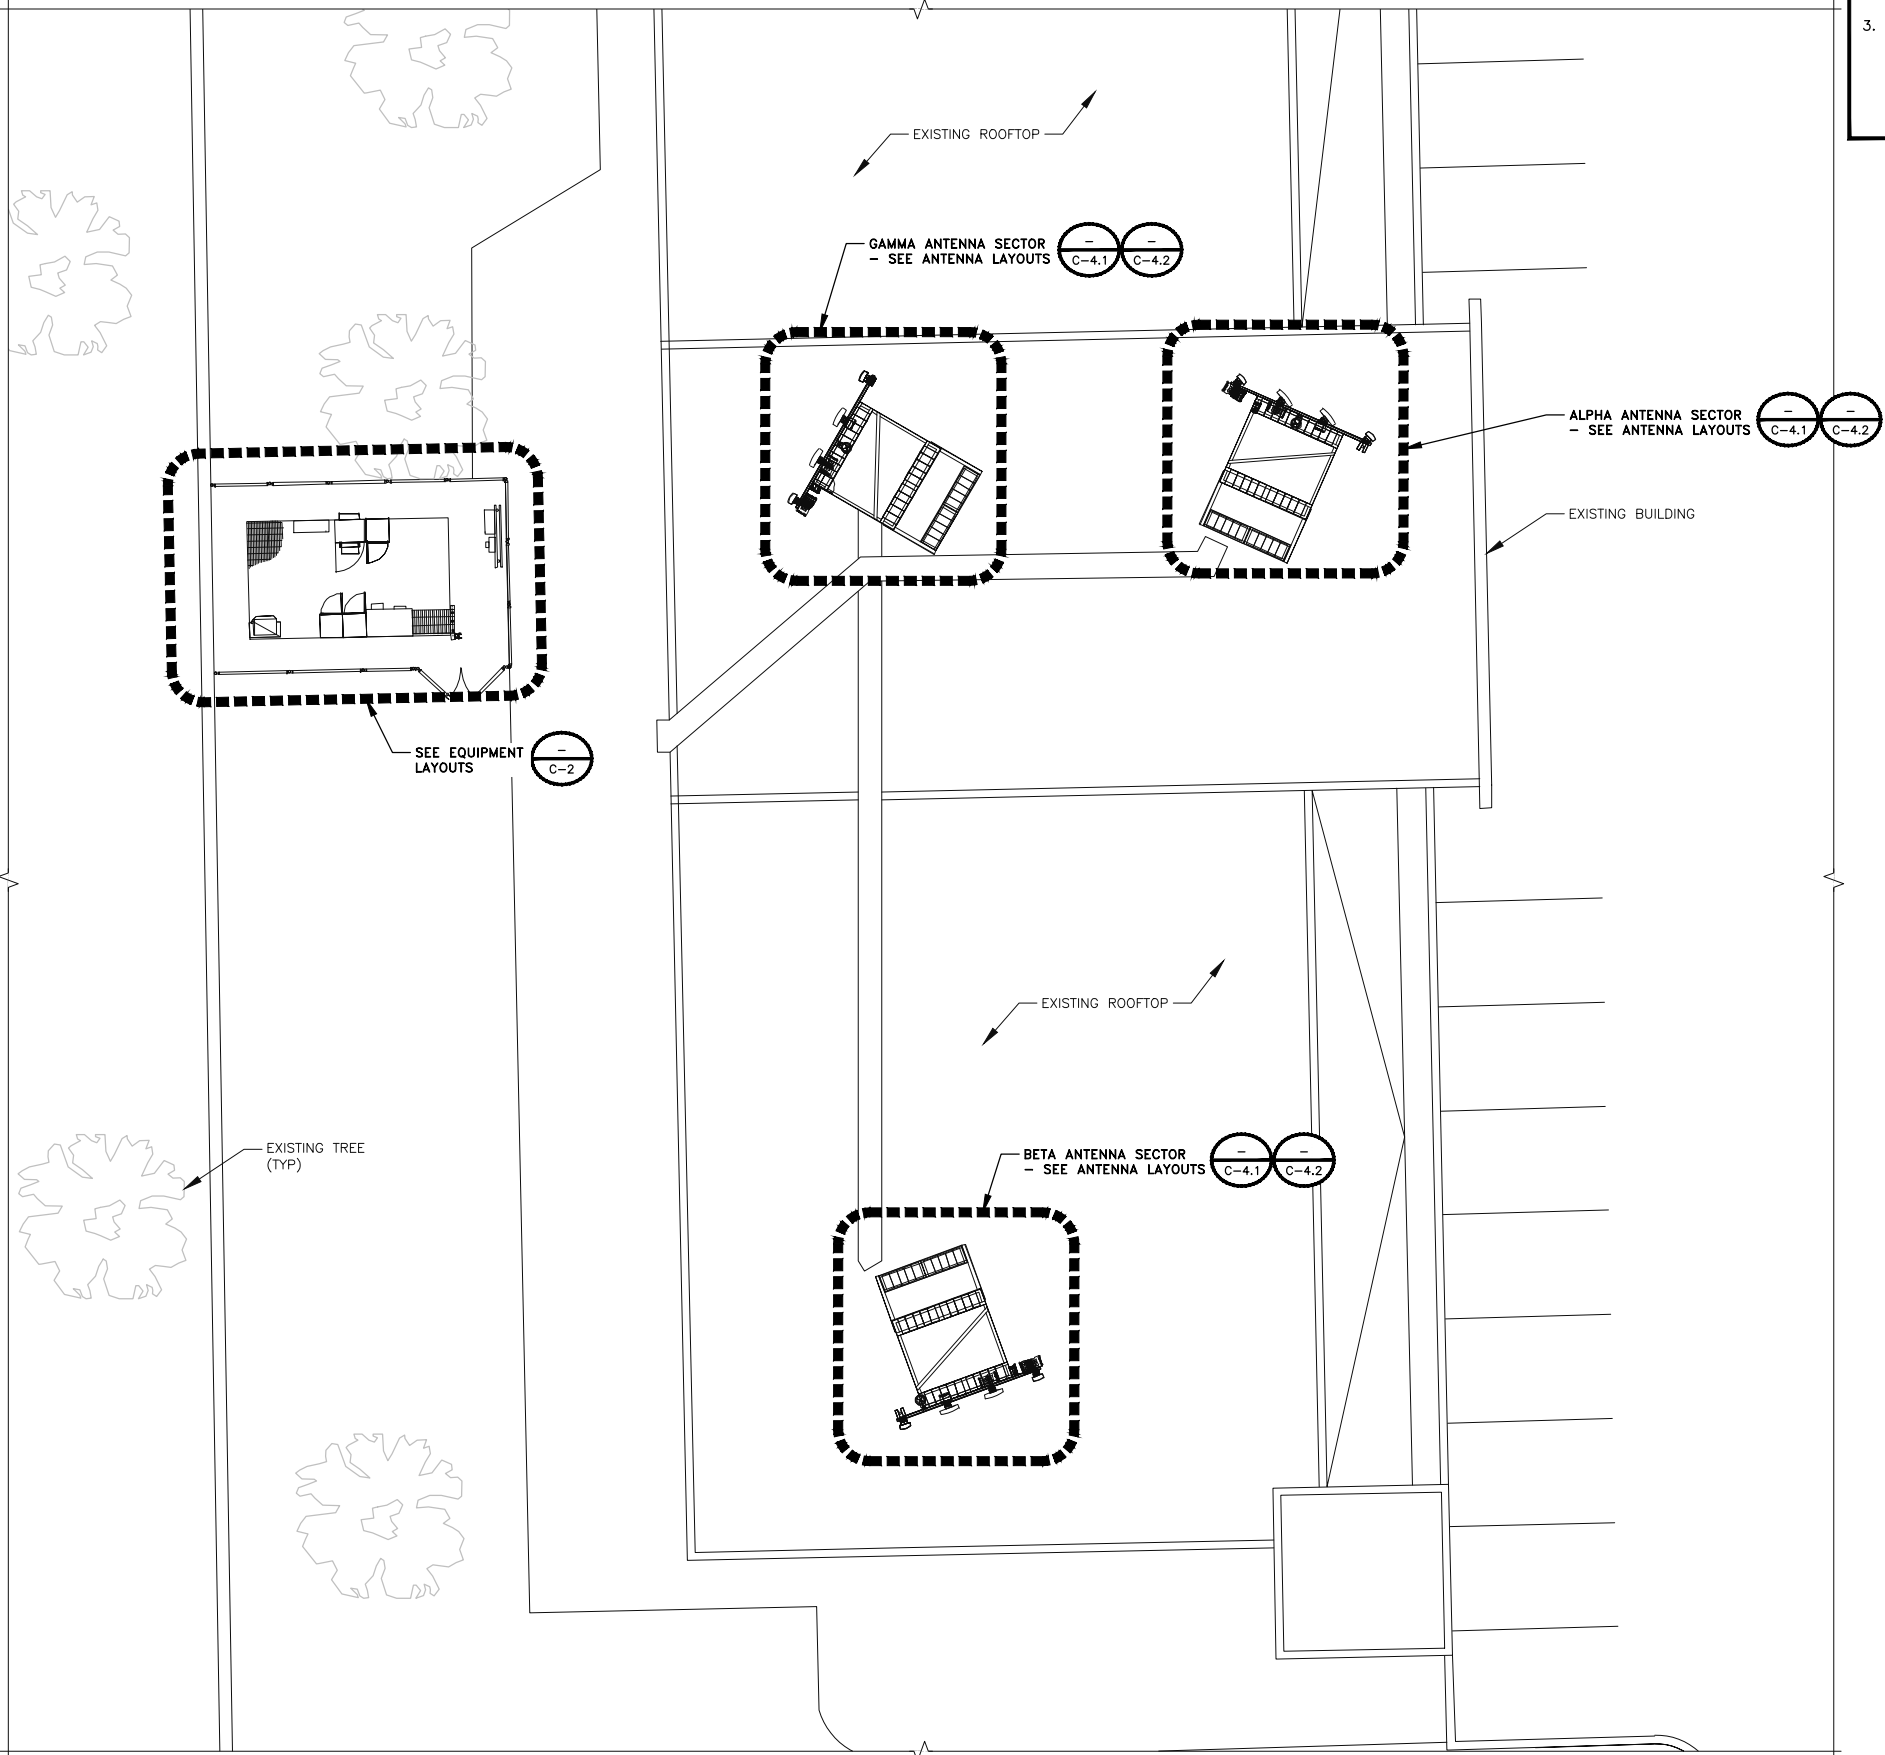 3.
EXISTING ROOFTOP
GAMMA ANTENNA SECTOR
– SEE ANTENNA LAYOUTS
–
C–4.1
–
C–4.2
ALPHA ANTENNA SECTOR
– SEE ANTENNA LAYOUTS
–
C–4.1
–
C–4.2
EXISTING BUILDING
SEE EQUIPMENT
LAYOUTS
–
C–2
EXISTING ROOFTOP
EXISTING TREE
(TYP)
BETA ANTENNA SECTOR
– SEE ANTENNA LAYOUTS
–
C–4.1
–
C–4.2